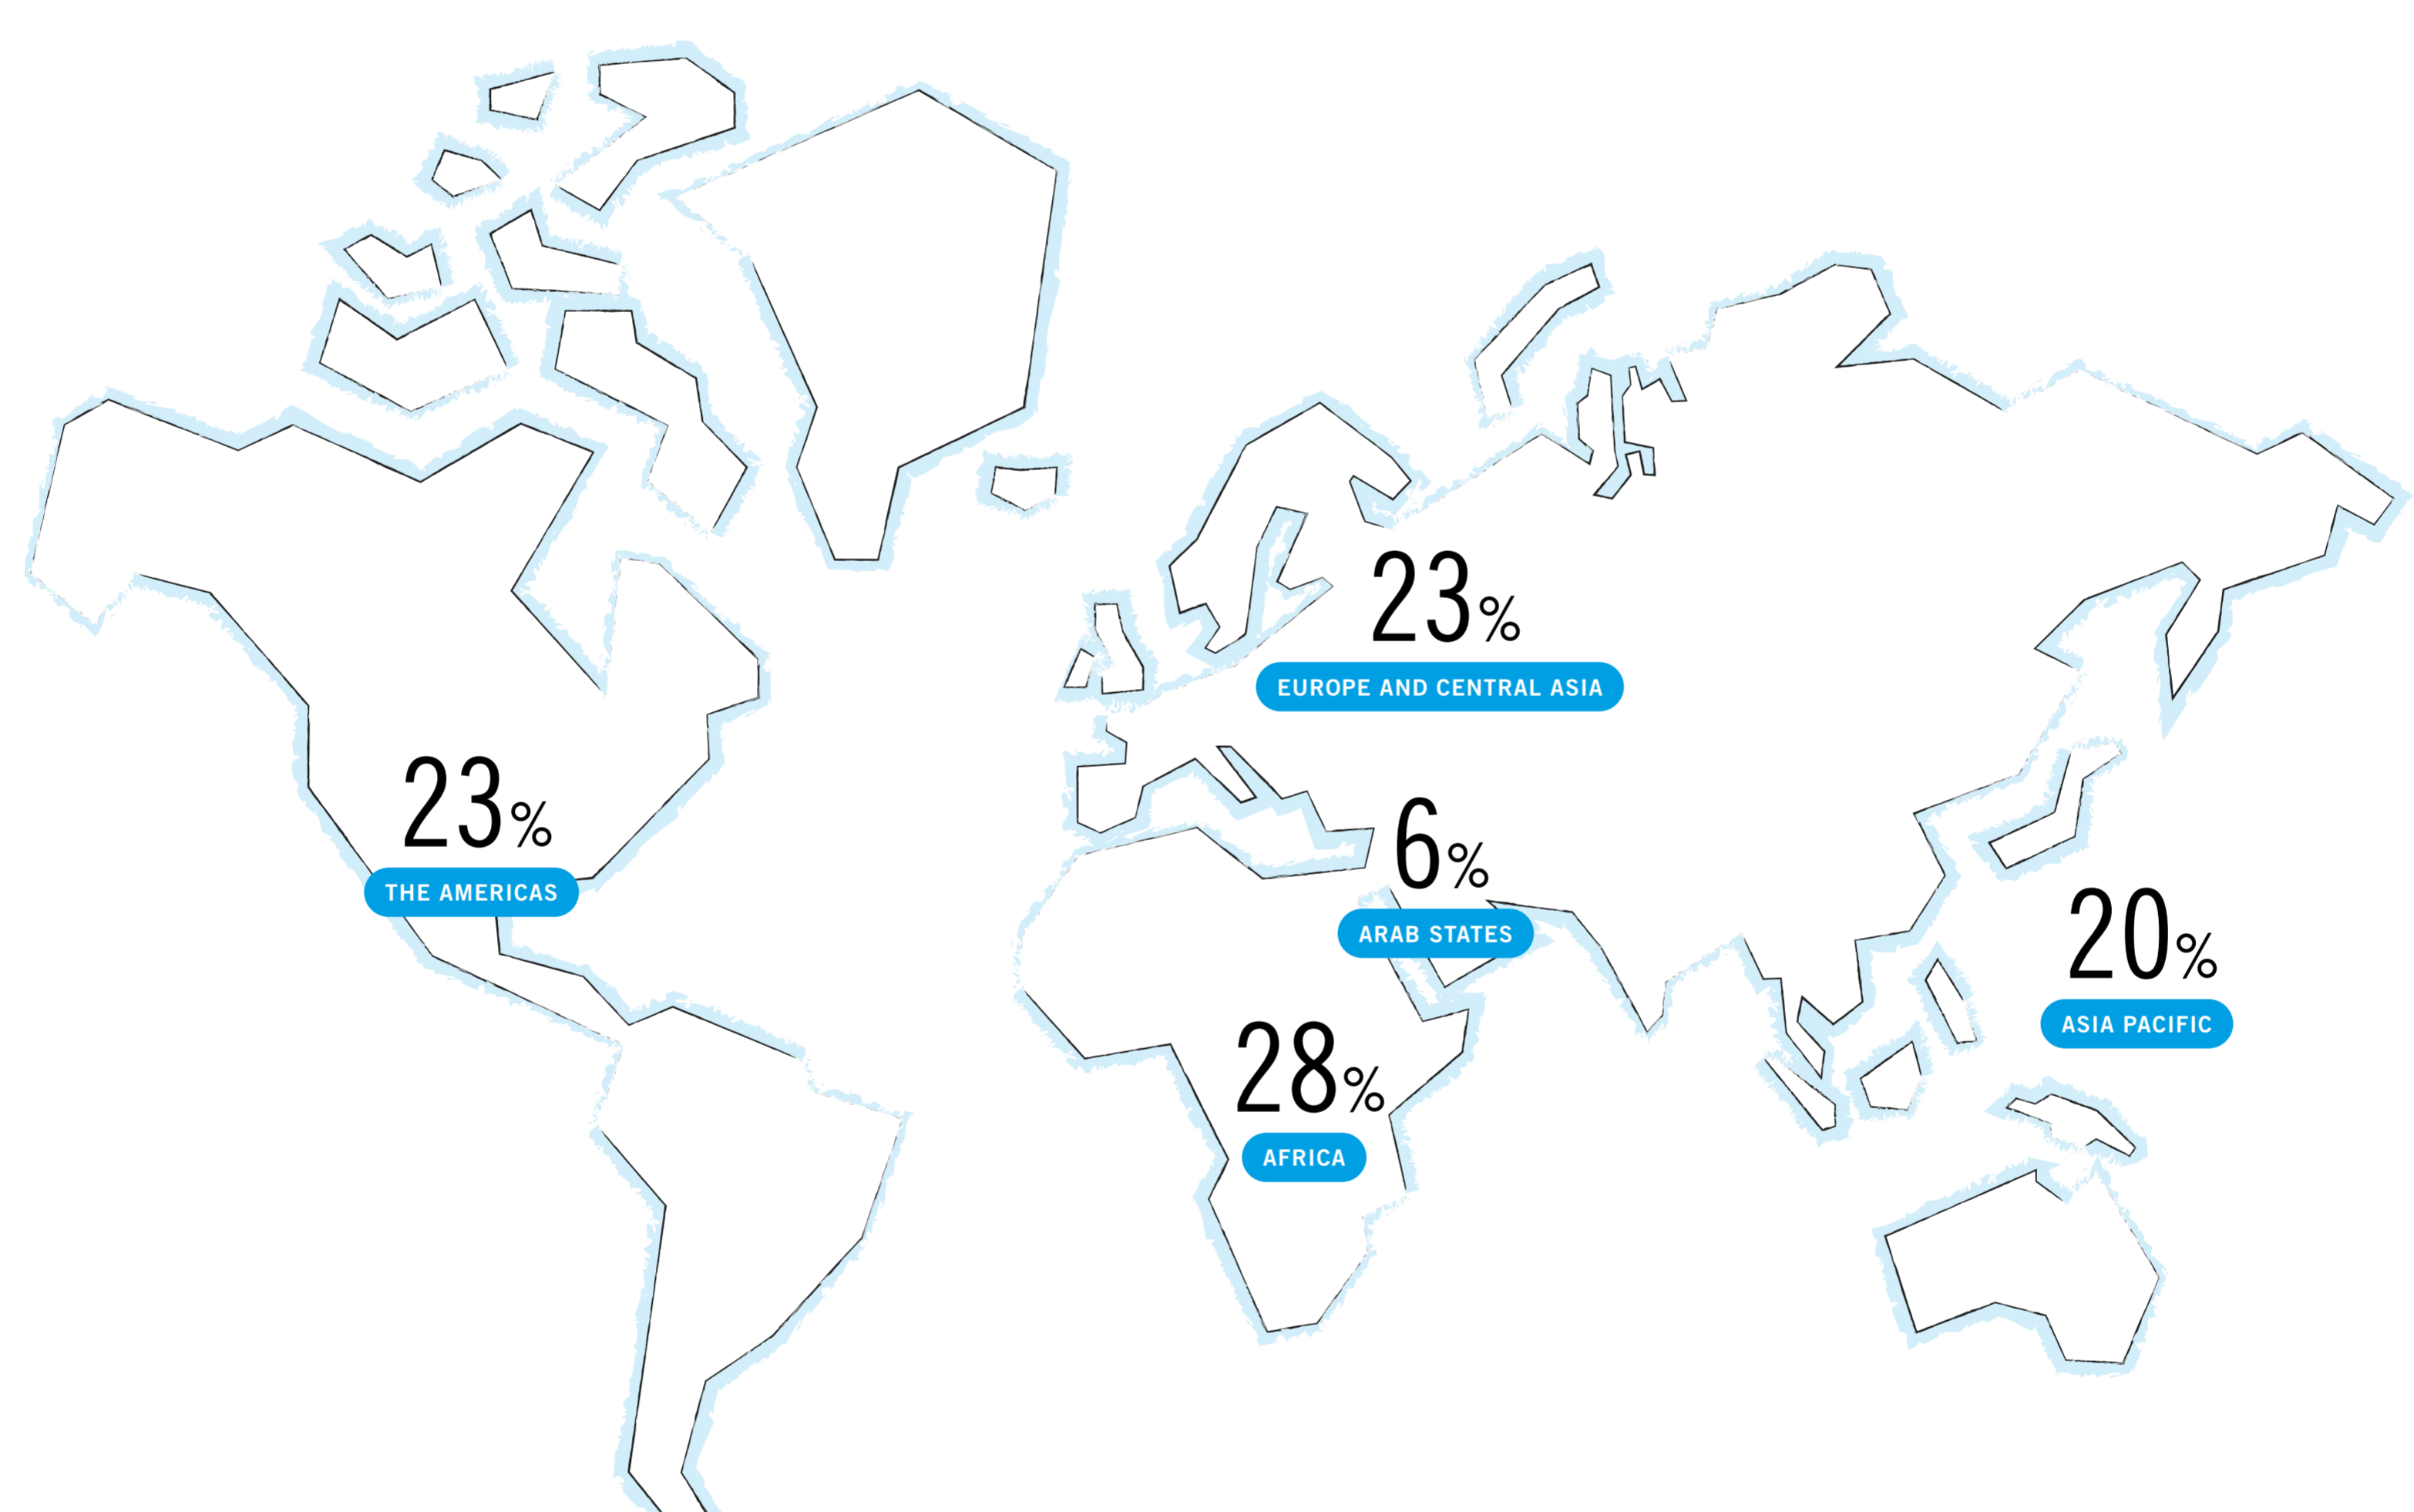 23%
EUROPE AND CENTRAL ASIA
23%
THE AMERICAS
6%
ARAB STATES
20%
ASIA PACIFIC
28%
AFRICA